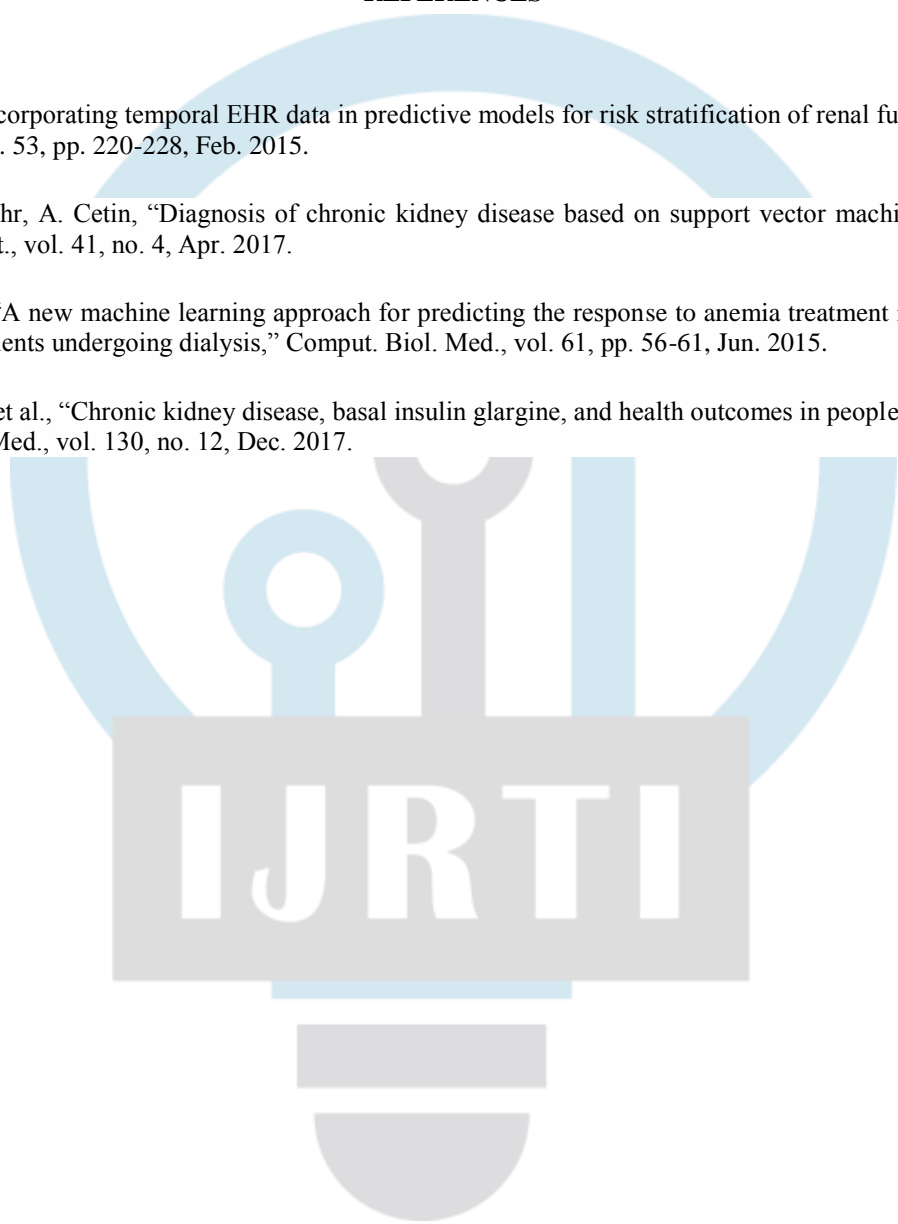 REFERENCES
corporating temporal EHR data in predictive models for risk stratification of renal fu
. 53, pp. 220-228, Feb. 2015.
hr, A. Cetin, “Diagnosis of chronic kidney disease based on support vector machi
t., vol. 41, no. 4, Apr. 2017.
“A new machine learning approach for predicting the response to anemia treatment
ients undergoing dialysis,” Comput. Biol. Med., vol. 61, pp. 56-61, Jun. 2015.
et al., “Chronic kidney disease, basal insulin glargine, and health outcomes in people
Med., vol. 130, no. 12, Dec. 2017.
IJRTI